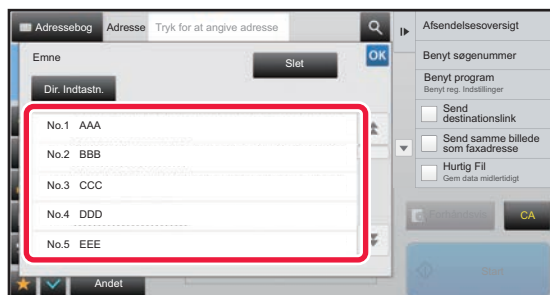 Adressebog Adresse Tryk for at angive adresse
Emne
Slet
OK
Dir. Indtastn.
No.1 AAA
No.2 BBB
No.3 CCC
No.4 DDD
No.5 EEE
Andet
Afsendelsesoversigt
Benyt søgenummer
Benyt program
Benyt reg. Indstillinger
Send
destinationslink
Send samme billede
som faxadresse
Hurtig Fil
Gem data midlertidigt
CA